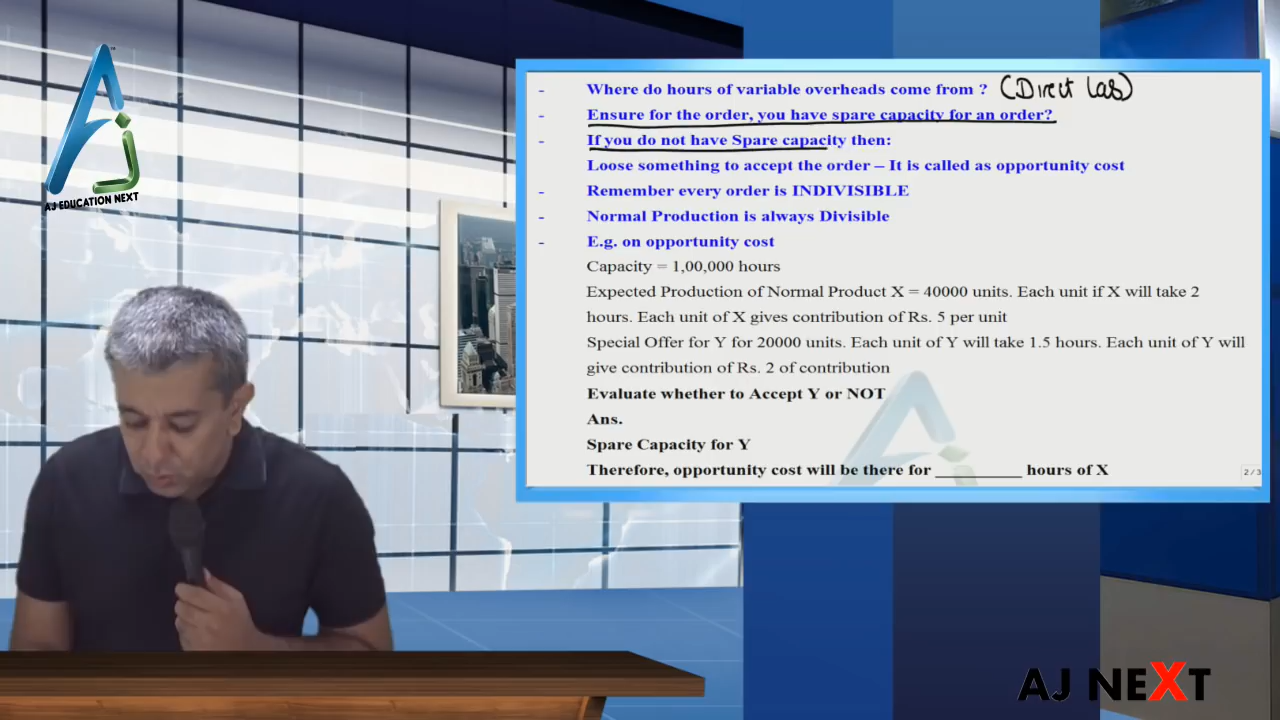 AJ EDUCATION NEXT
- Where do hours of variable overheads come from ? (Direct Lab)
- Ensure for the order, you have spare capacity for an order?
- If you do not have Spare capacity then:
Loose something to accept the order – It is called as opportunity cost
- Remember every order is INDIVISIBLE
- Normal Production is always Divisible
- E.g. on opportunity cost
Capacity = 1,00,000 hours
Expected Production of Normal Product X = 40000 units. Each unit if X will take 2
hours. Each unit of X gives contribution of Rs. 5 per unit
Special Offer for Y for 20000 units. Each unit of Y will take 1.5 hours. Each unit of Y will
give contribution of Rs. 2 of contribution
Evaluate whether to Accept Y or NOT
Ans.
Spare Capacity for Y
Therefore, opportunity cost will be there for __________ hours of X
2/3
AJ NEXT